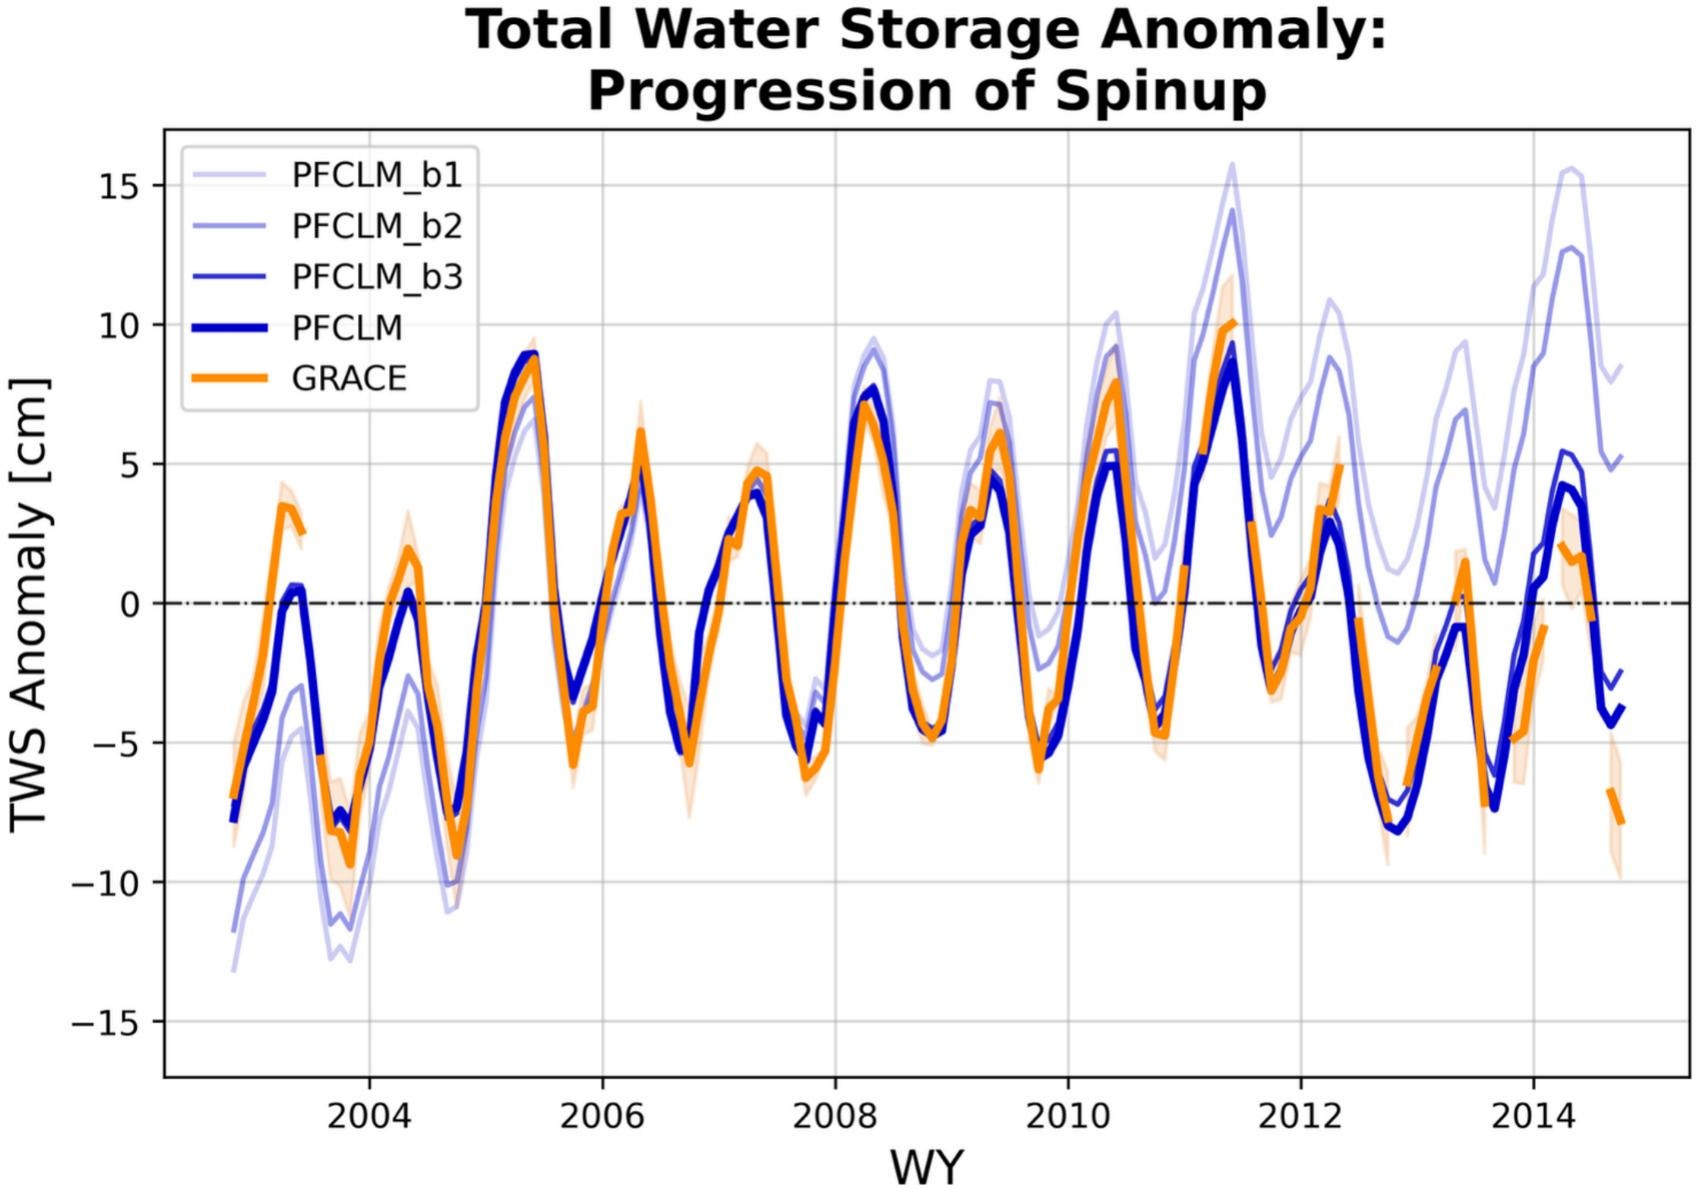 Total Water Storage Anomaly:
Progression of Spinup
PFCLM_b1
PFCLM_b2
PFCLM_b3
PFCLM
GRACE
TWS Anomaly [cm]
15
10
5
0
−5
−10
−15
2004
2006
2008
2010
2012
2014
WY